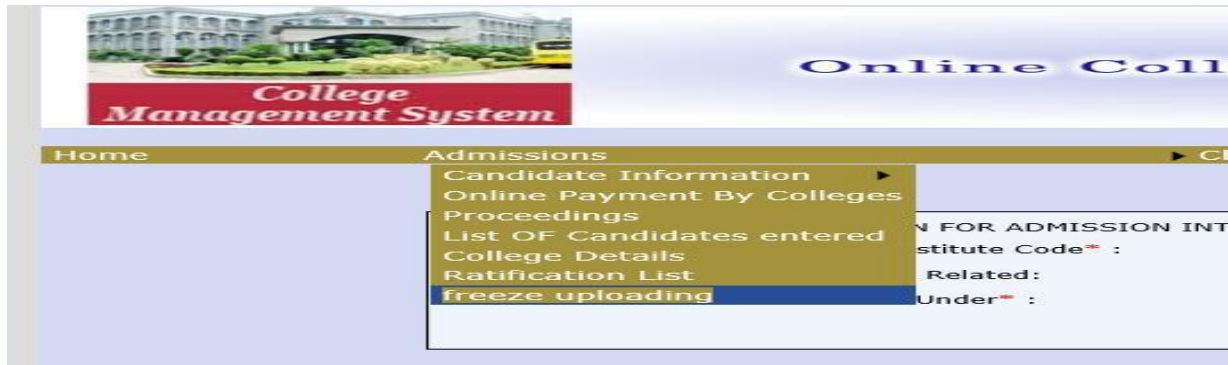 Online Coll
College
Management System
Home Admissions
Candidate Information
Online Payment By Colleges
Proceedings
List OF Candidates entered
College Details
Ratification List
freeze uploading
N FOR ADMISSION INT
stitute Code* :
Related:
Under* :